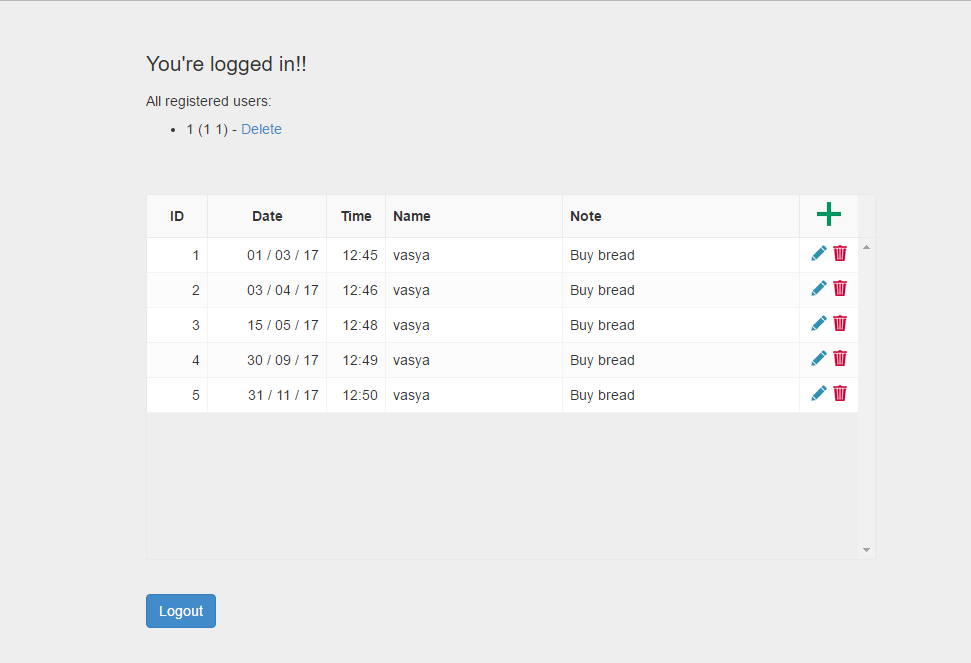 You're logged in!!
All registered users:
• 1 (1 1) - Delete
ID Date Time Name Note
1 01 / 03 / 17 12:45 vasya Buy bread
2 03 / 04 / 17 12:46 vasya Buy bread
3 15 / 05 / 17 12:48 vasya Buy bread
4 30 / 09 / 17 12:49 vasya Buy bread
5 31 / 11 / 17 12:50 vasya Buy bread
Logout